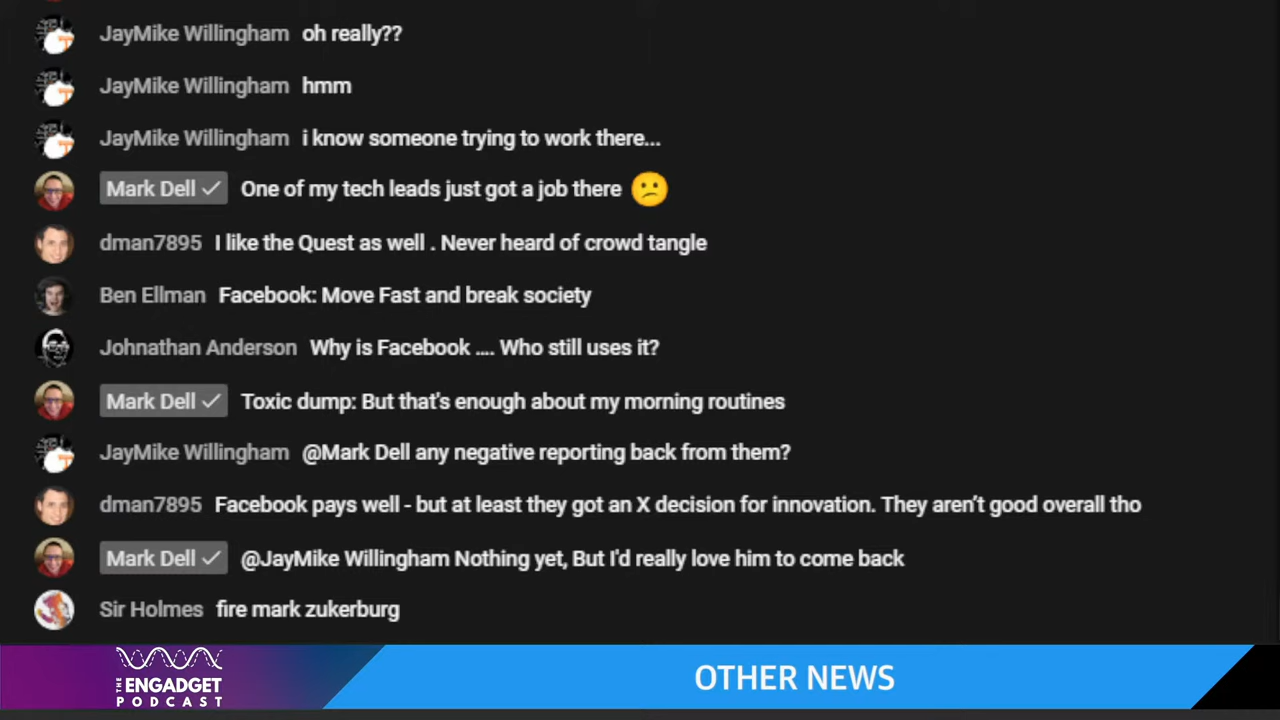 JayMike Willingham oh really??
JayMike Willingham hmm
JayMike Willingham i know someone trying to work there...
Mark Dell One of my tech leads just got a job there
dman7895 I like the Quest as well . Never heard of crowd tangle
Ben Ellman Facebook: Move Fast and break society
Johnathan Anderson Why is Facebook .... Who still uses it?
Mark Dell Toxic dump: But that's enough about my morning routines
JayMike Willingham @Mark Dell any negative reporting back from them?
dman7895 Facebook pays well - but at least they got an X decision for innovation. They aren't good overall tho
Mark Dell @JayMike Willingham Nothing yet, But I'd really love him to come back
Sir Holmes fire mark zukerburg
THE ENGADGET
PODCAST
OTHER NEWS